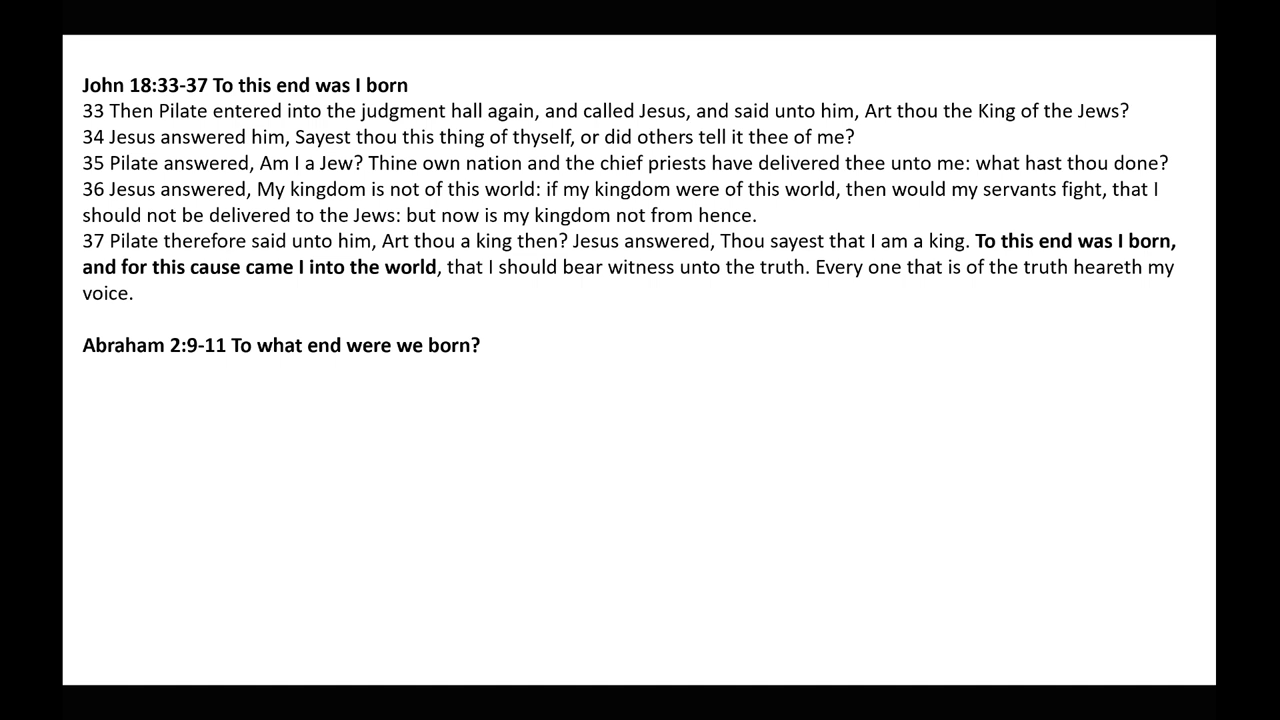 John 18:33-37 To this end was I born
33 Then Pilate entered into the judgment hall again, and called Jesus, and said unto him, Art thou the King of the Jews?
34 Jesus answered him, Sayest thou this thing of thyself, or did others tell it thee of me?
35 Pilate answered, Am I a Jew? Thine own nation and the chief priests have delivered thee unto me: what hast thou done?
36 Jesus answered, My kingdom is not of this world: if my kingdom were of this world, then would my servants fight, that I
should not be delivered to the Jews: but now is my kingdom not from hence.
37 Pilate therefore said unto him, Art thou a king then? Jesus answered, Thou sayest that I am a king. To this end was I born,
and for this cause came I into the world, that I should bear witness unto the truth. Every one that is of the truth heareth my
voice.
Abraham 2:9-11 To what end were we born?